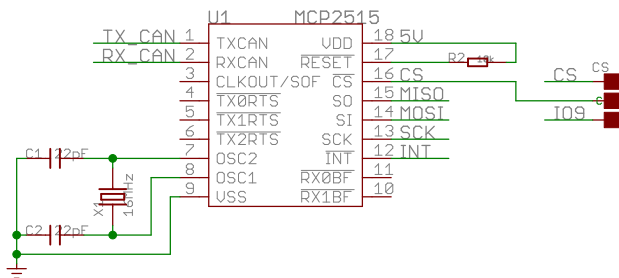 U1 MCP2515
TX_CAN 1 TXCAN VDD 18 5V
RX_CAN 2 RXCAN RESET 17 R2 10k
3 CLKOUT/SOF CS 16 CS
4 TX0RTS SO 15 MISO
5 TX1RTS SI 14 MOSI
6 TX2RTS SCK 13 SCK
7 OSC2 INT 12 INT
8 OSC1 RX0BF 11
9 VSS RX1BF 10
CS CS
IO9
C1 22pF
X1 16MHz
C2 22pF